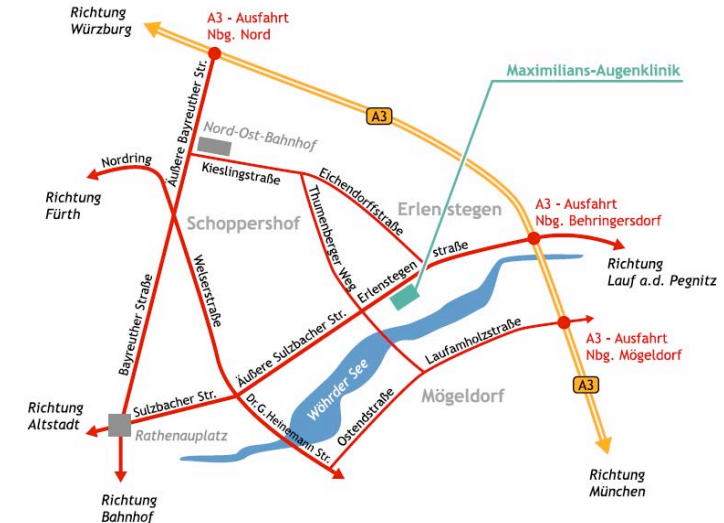 Richtung
Würzburg
A3 - Ausfahrt
Nbg. Nord
Maximilians-Augenklinik
A3
Äußere Bayreuther Str.
Nord-Ost-Bahnhof
Nordring
Kieslingstraße
Eichendorffstraße
Richtung
Fürth
Schoppershof
Thumenberger Weg
Erlenstegen
A3 - Ausfahrt
Nbg. Behringersdorf
Welserstraße
Erlenstegen
straße
Richtung
Lauf a.d. Pegnitz
Bayreuther Straße
Äußere Sulzbacher Str.
Laufamholzstraße
A3 - Ausfahrt
Nbg. Mögeldorf
Wöhrder See
A3
Mögeldorf
Sulzbacher Str.
Richtung
Altstadt
Rathenauplatz
Dr.G.Heinemann Str.
Ostendstraße
Richtung
Bahnhof
Richtung
München